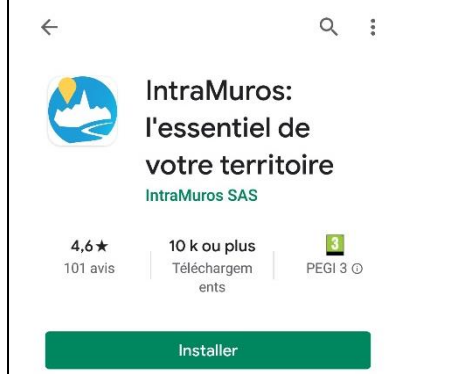 IntraMuros:
l'essentiel de
votre territoire
IntraMuros SAS
4,6★ 10 k ou plus 3
101 avis Téléchargem PEGI 3 ⓘ
ents
Installer